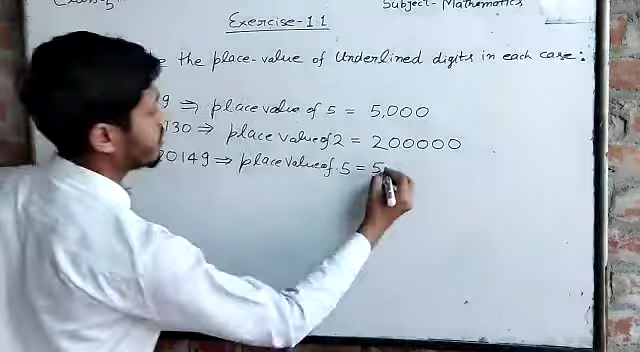 Subject- Mathematics
Exercise-1.1
the place-value of Underlined digits in each case:
9 ⇒ place value of 5 = 5,000
130 ⇒ place value of 2 = 200000
20149 ⇒ place value of 5 = 5